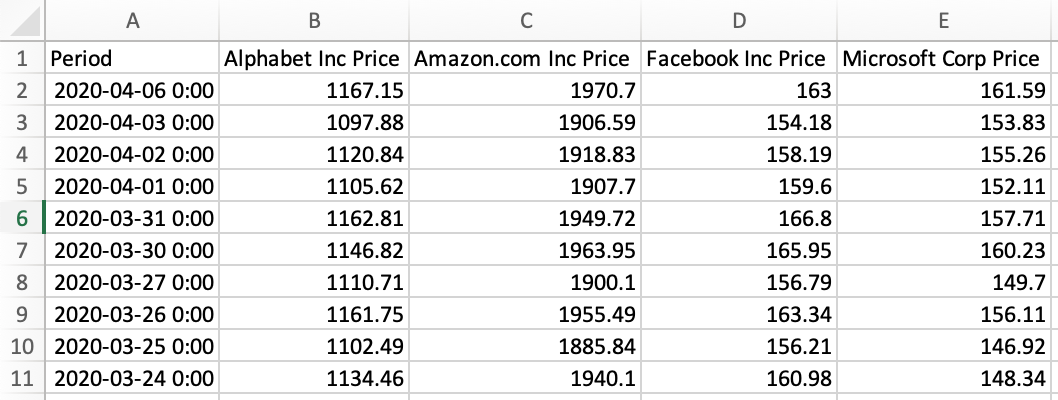 A B C D E
1 Period Alphabet Inc Price Amazon.com Inc Price Facebook Inc Price Microsoft Corp Price
2 2020-04-06 0:00 1167.15 1970.7 163 161.59
3 2020-04-03 0:00 1097.88 1906.59 154.18 153.83
4 2020-04-02 0:00 1120.84 1918.83 158.19 155.26
5 2020-04-01 0:00 1105.62 1907.7 159.6 152.11
6 2020-03-31 0:00 1162.81 1949.72 166.8 157.71
7 2020-03-30 0:00 1146.82 1963.95 165.95 160.23
8 2020-03-27 0:00 1110.71 1900.1 156.79 149.7
9 2020-03-26 0:00 1161.75 1955.49 163.34 156.11
10 2020-03-25 0:00 1102.49 1885.84 156.21 146.92
11 2020-03-24 0:00 1134.46 1940.1 160.98 148.34